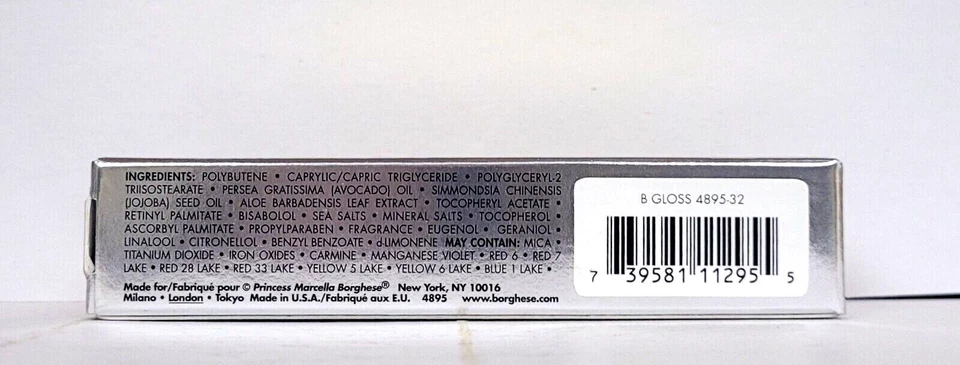 INGREDIENTS: POLYBUTENE • CAPRYLIC/CAPRIC TRIGLYCERIDE • POLYGLYCERYL-2
TRIISOSTEARATE • PERSEA GRATISSIMA (AVOCADO) OIL • SIMMONDSIA CHINENSIS
(JOJOBA) SEED OIL • ALOE BARBADENSIS LEAF EXTRACT • TOCOPHERYL ACETATE •
RETINYL PALMITATE • BISABOLOL • SEA SALTS • MINERAL SALTS • TOCOPHEROL •
ASCORBYL PALMITATE • PROPYLPARABEN • FRAGRANCE • EUGENOL • GERANIOL •
LINALOOL • CITRONELLOL • BENZYL BENZOATE • d-LIMONENE MAY CONTAIN: MICA •
TITANIUM DIOXIDE • IRON OXIDES • CARMINE • MANGANESE VIOLET • RED 6 • RED 7
LAKE • RED 28 LAKE • RED 33 LAKE • YELLOW 5 LAKE • YELLOW 6 LAKE • BLUE 1 LAKE •
Made for/Fabriqué pour © Princess Marcella Borghese® New York, NY 10016
Milano • London • Tokyo Made in U.S.A./Fabriqué aux E.U. 4895 www.borghese.com
B GLOSS 4895-32
7 39581 11295 5